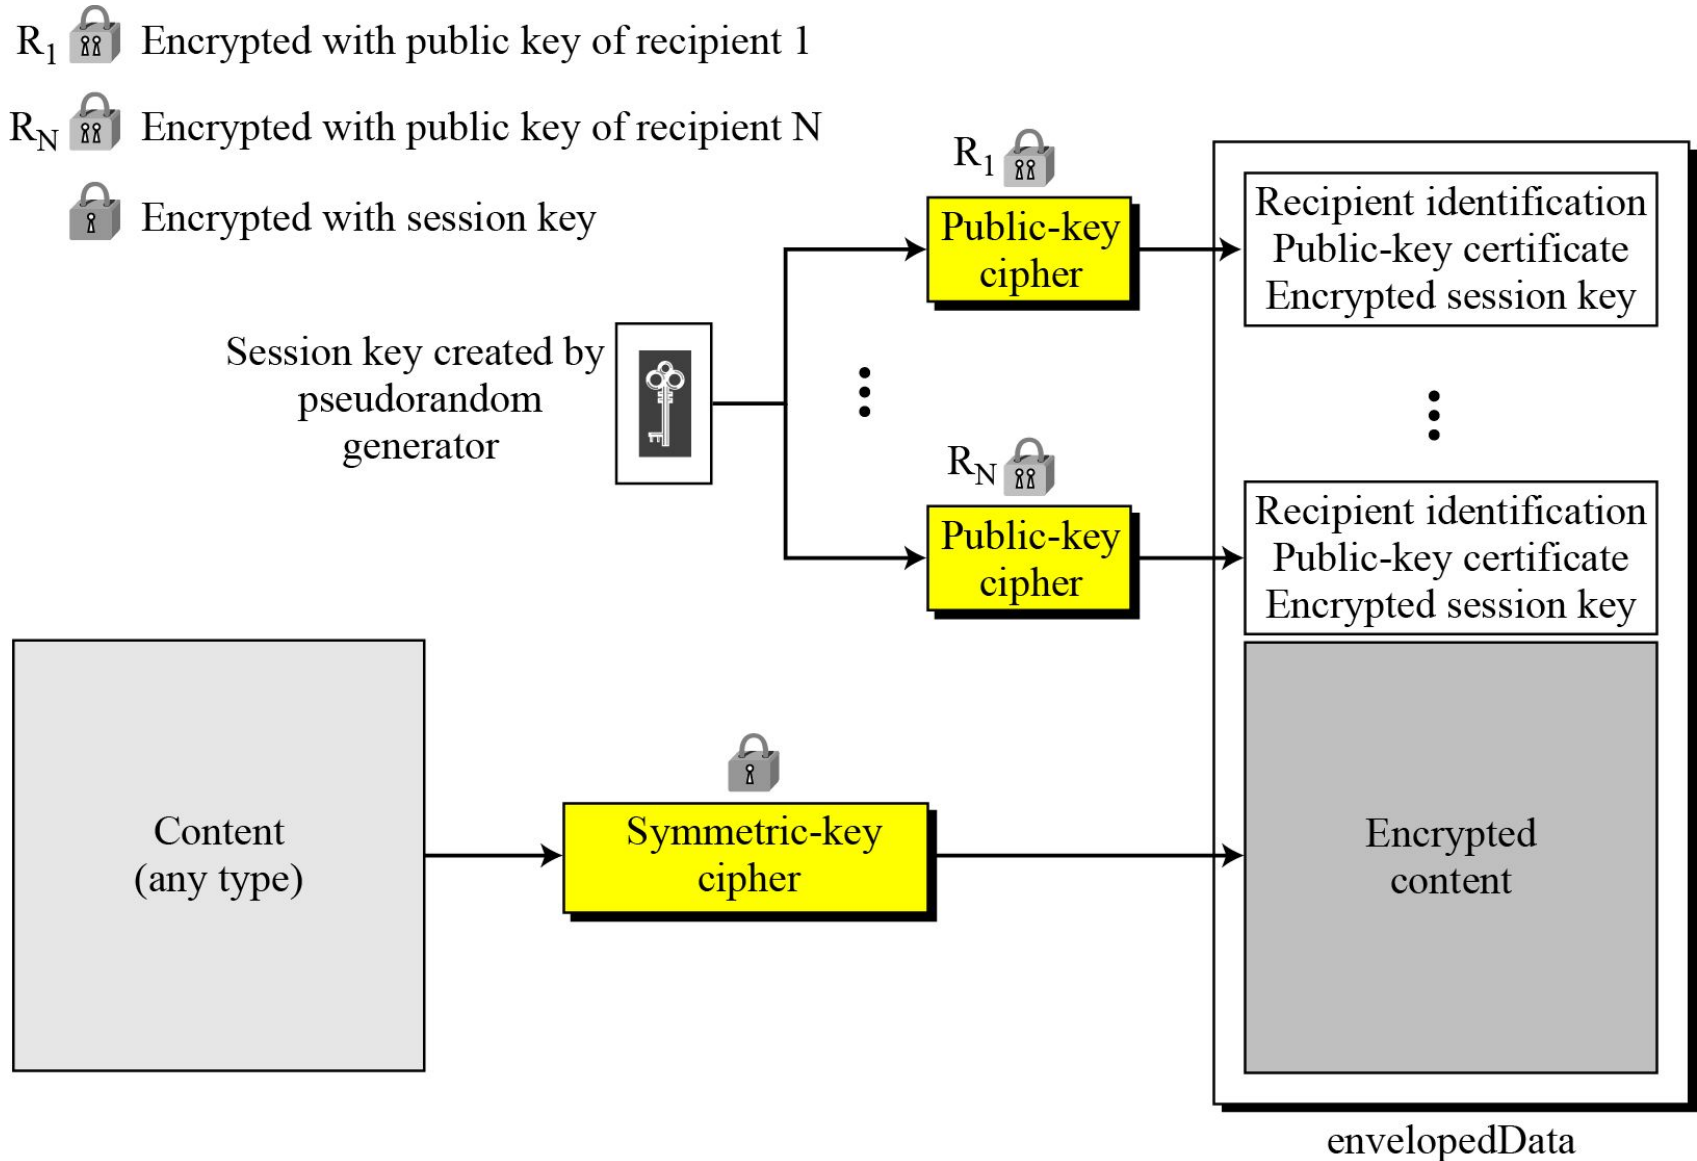 R1 Encrypted with public key of recipient 1
RN Encrypted with public key of recipient N
Encrypted with session key
R1
Public-key
cipher
Recipient identification
Public-key certificate
Encrypted session key
Session key created by
pseudorandom
generator
RN
Public-key
cipher
Recipient identification
Public-key certificate
Encrypted session key
Content
(any type)
Symmetric-key
cipher
Encrypted
content
envelopedData